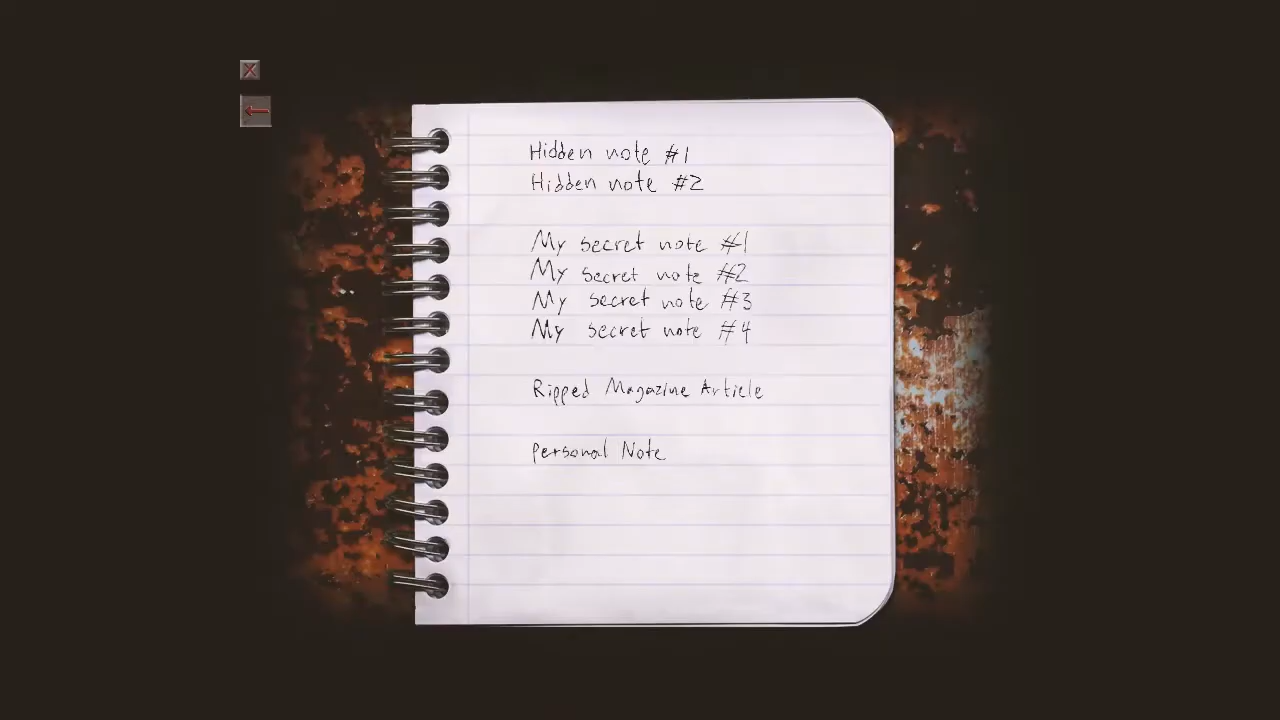 Hidden note #1
Hidden note #2
My secret note #1
My secret note #2
My secret note #3
My secret note #4
Ripped Magazine Article
Personal Note